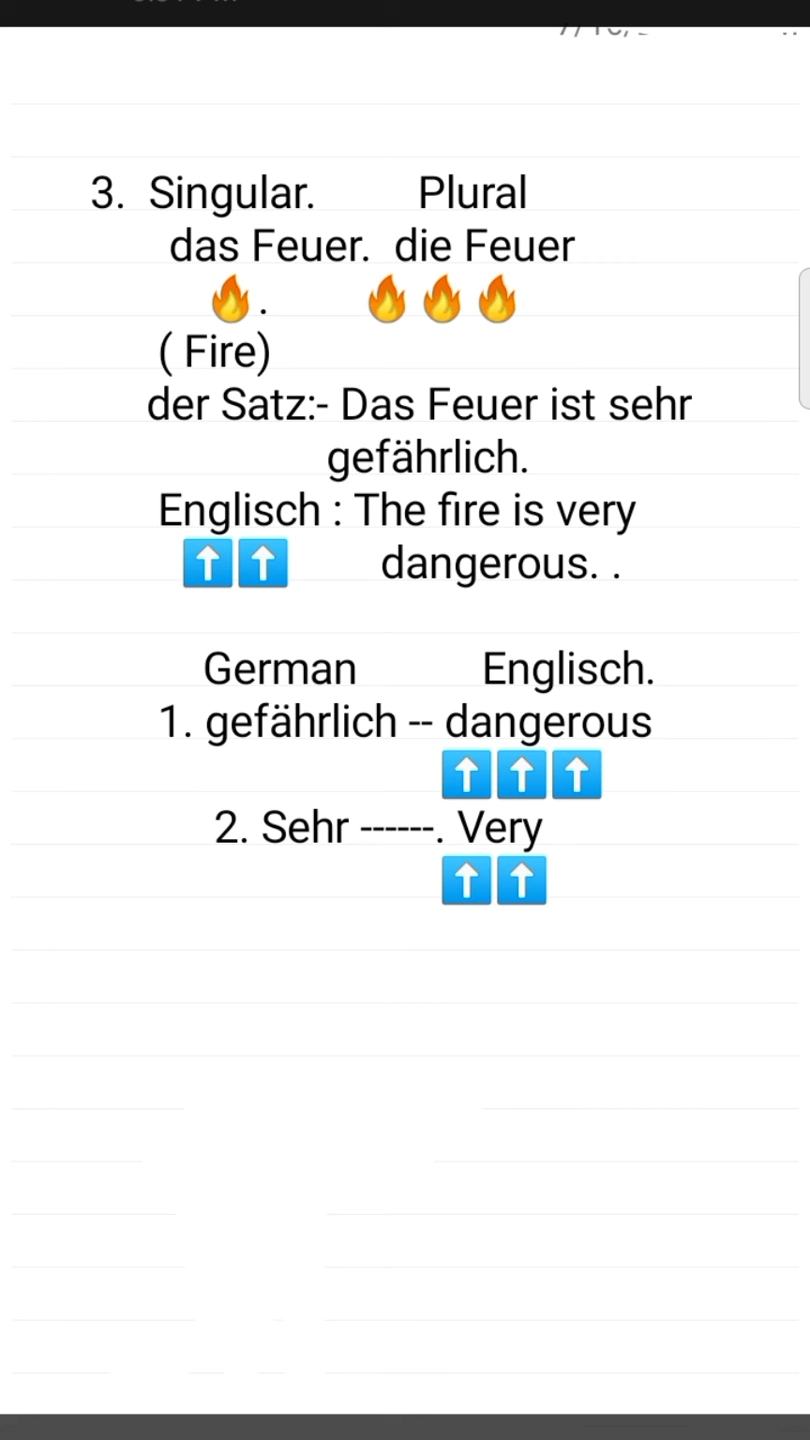 3. Singular. Plural
das Feuer. die Feuer
🔥. 🔥🔥🔥
( Fire)
der Satz:- Das Feuer ist sehr
gefährlich.
Englisch : The fire is very
⬆️⬆️ dangerous. .
German Englisch.
1. gefährlich -- dangerous
⬆️⬆️⬆️
2. Sehr ------. Very
⬆️⬆️